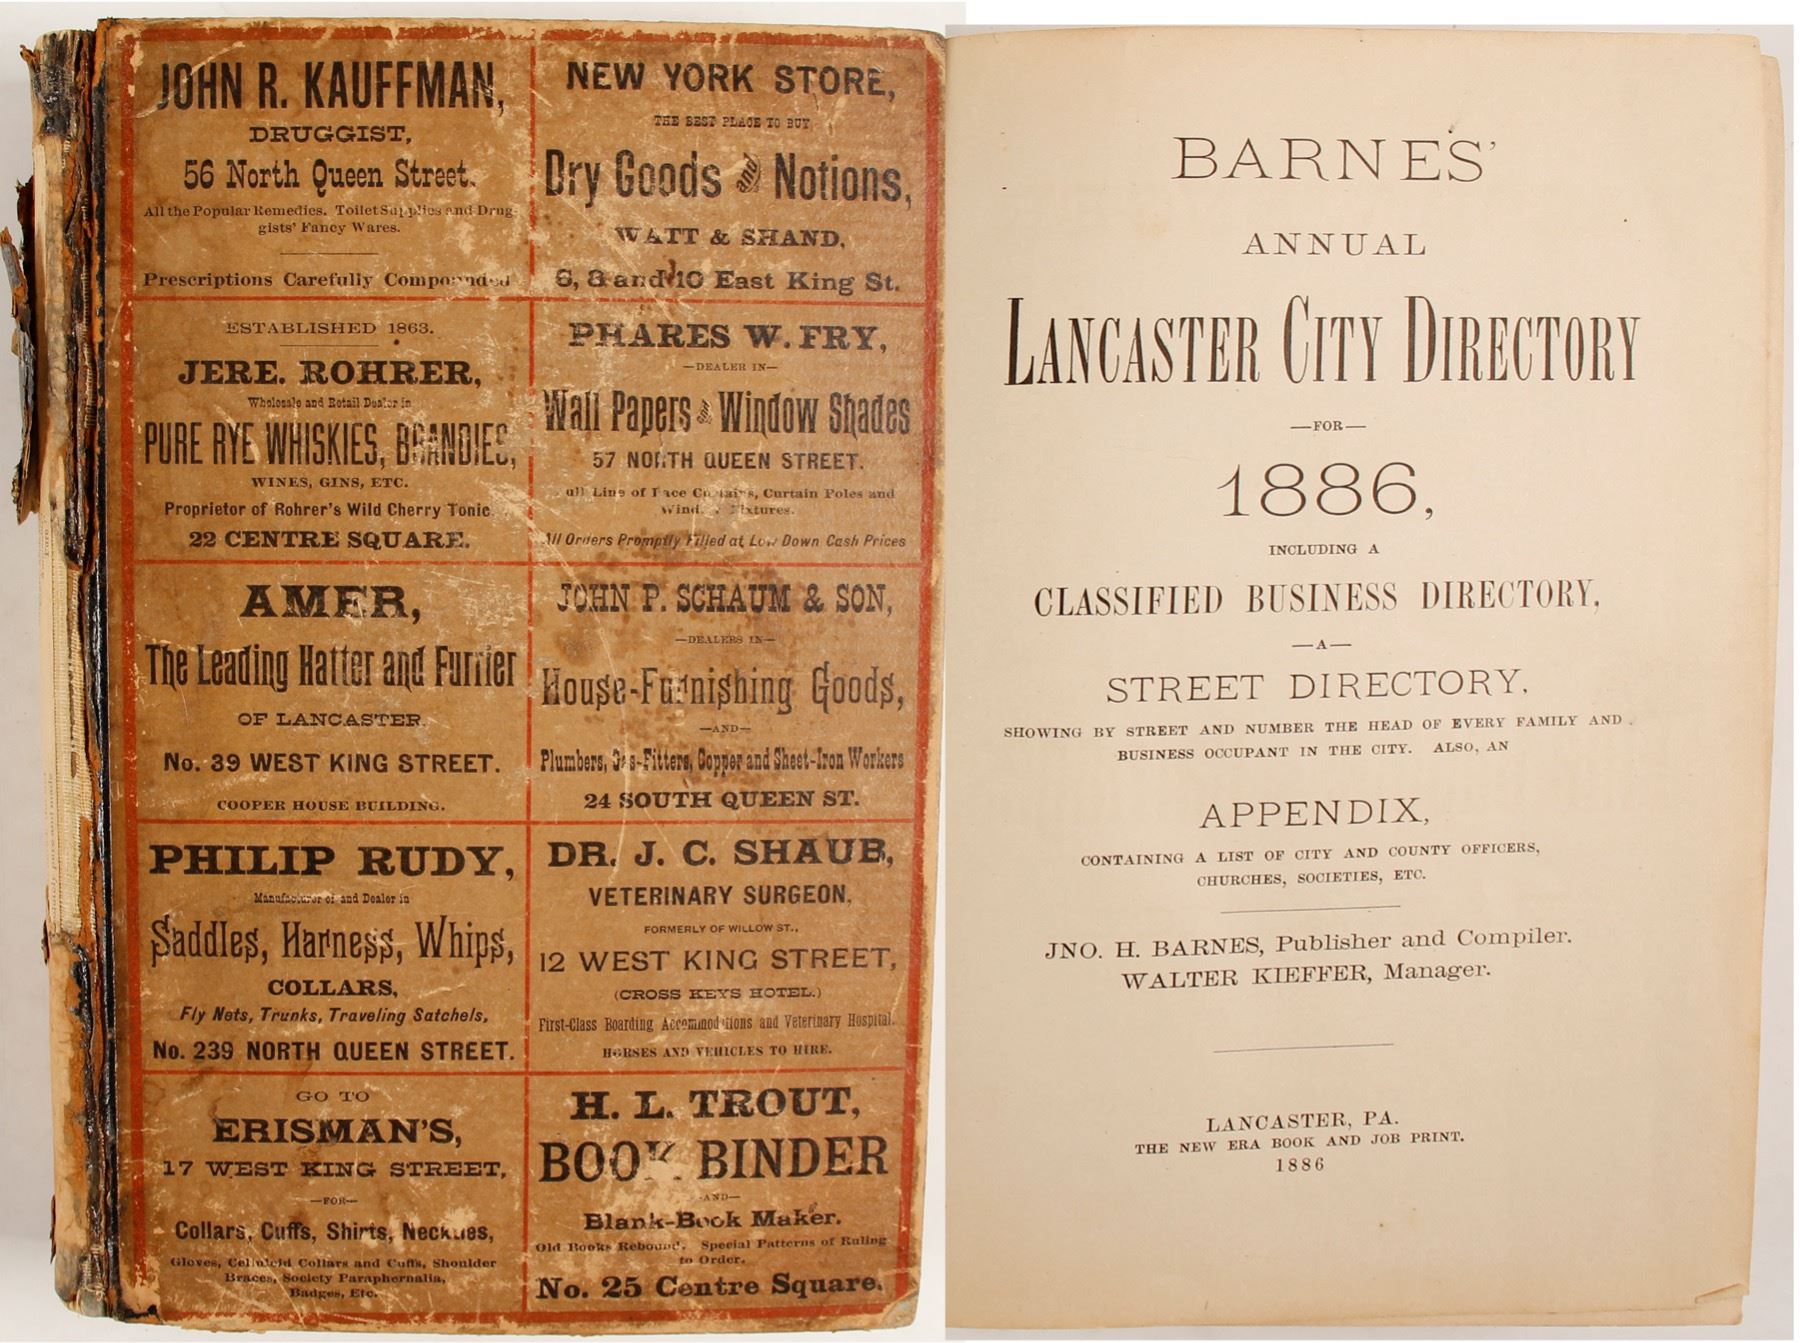 JOHN R. KAUFFMAN,
DRUGGIST,
56 North Queen Street.
All the Popular Remedies. Toilet Supplies and Drug-
gists' Fancy Wares.
Prescriptions Carefully Compounded
NEW YORK STORE,
THE BEST PLACE TO BUY
Dry Goods and Notions,
WATT & SHAND,
6, 8 and 10 East King St.
ESTABLISHED 1863.
JERE. ROHRER,
Wholesale and Retail Dealer in
PURE RYE WHISKIES, BRANDIES,
WINES, GINS, ETC.
Proprietor of Rohrer's Wild Cherry Tonic.
22 CENTRE SQUARE.
PHARES W. FRY,
—DEALER IN—
Wall Papers and Window Shades
57 NORTH QUEEN STREET.
Line of Curtains, Curtain Poles and
Fixtures.
All Orders Promptly Filled at Low Down Cash Prices
AMER,
The Leading Hatter and Furrier
OF LANCASTER.
No. 39 WEST KING STREET.
COOPER HOUSE BUILDING.
JOHN P. SCHAUM & SON,
—DEALERS IN—
House-Furnishing Goods,
—AND—
Plumbers, Gas-Fitters, Copper and Sheet-Iron Workers
24 SOUTH QUEEN ST.
PHILIP RUDY,
Manufacturer of and Dealer in
Saddles, Harness, Whips,
COLLARS,
Fly Nets, Trunks, Traveling Satchels,
No. 239 NORTH QUEEN STREET.
DR. J. C. SHAUB,
VETERINARY SURGEON,
FORMERLY OF WILLOW ST.,
12 WEST KING STREET,
(CROSS KEYS HOTEL.)
First-Class Boarding Accommodations and Veterinary Hospital.
HORSES AND VEHICLES TO HIRE.
GO TO
ERISMAN'S,
17 WEST KING STREET,
—FOR—
Collars, Cuffs, Shirts, Neckties,
Gloves, Celluloid Collars and Cuffs, Shoulder
Braces, Society Paraphernalia,
Badges, Etc.
H. L. TROUT,
BOOK BINDER
—AND—
Blank-Book Maker.
Old Books Rebound. Special Patterns of Ruling
to Order.
No. 25 Centre Square.
BARNES'
ANNUAL
LANCASTER CITY DIRECTORY
—FOR—
1886,
INCLUDING A
CLASSIFIED BUSINESS DIRECTORY,
—A—
STREET DIRECTORY,
SHOWING BY STREET AND NUMBER THE HEAD OF EVERY FAMILY AND
BUSINESS OCCUPANT IN THE CITY. ALSO, AN
APPENDIX,
CONTAINING A LIST OF CITY AND COUNTY OFFICERS,
CHURCHES, SOCIETIES, ETC.
JNO. H. BARNES, Publisher and Compiler.
WALTER KIEFFER, Manager.
LANCASTER, PA.
THE NEW ERA BOOK AND JOB PRINT.
1886